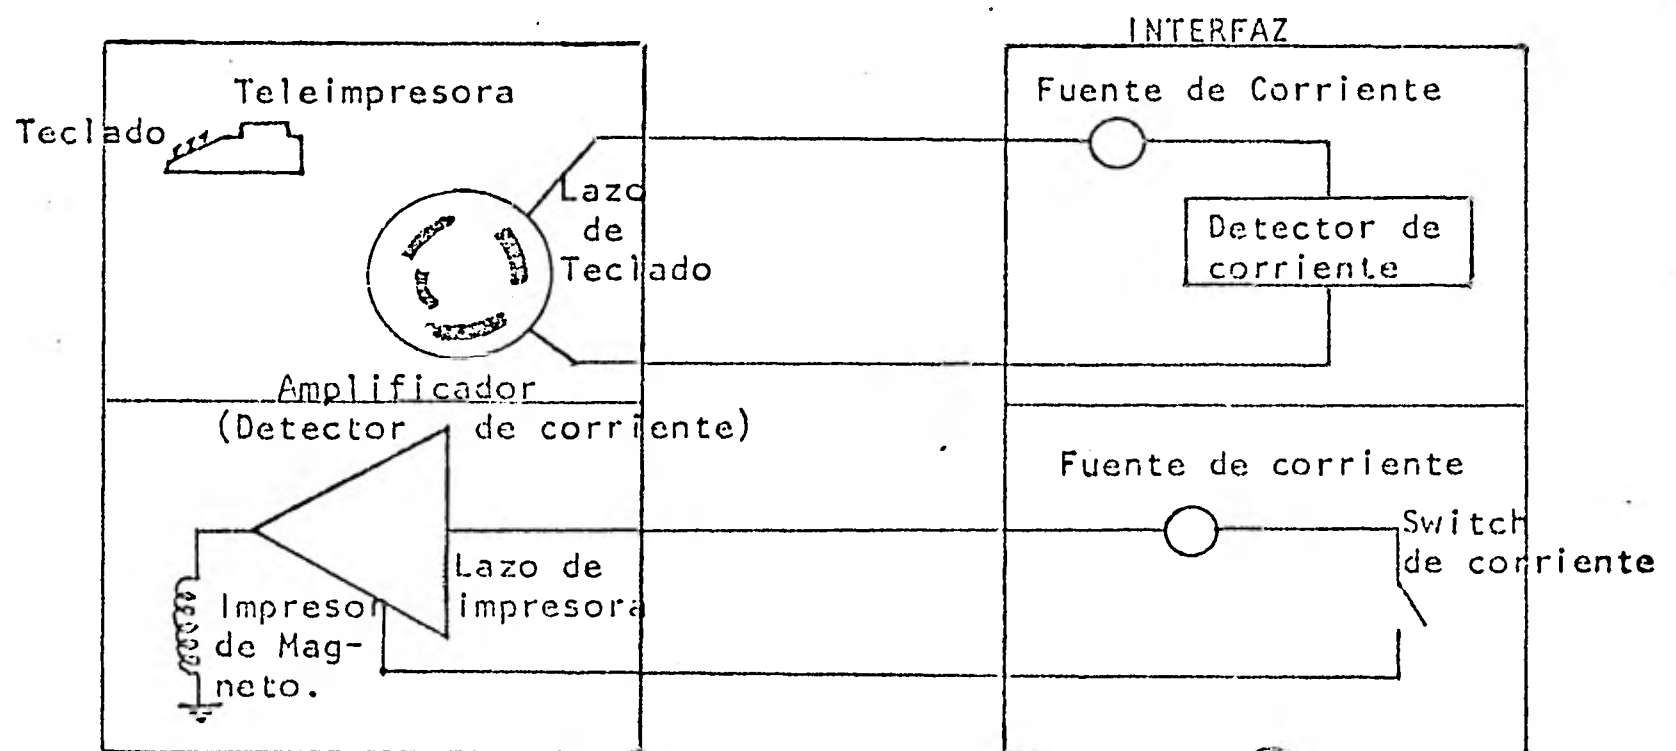 INTERFAZ
Teleimpresora
Teclado
Fuente de Corriente
Lazo
de
Teclado
Detector de
corriente
Amplificador
(Detector de corriente)
Fuente de corriente
Switch
de corriente
Lazo de
impresora
Impresor
de Mag-
neto.